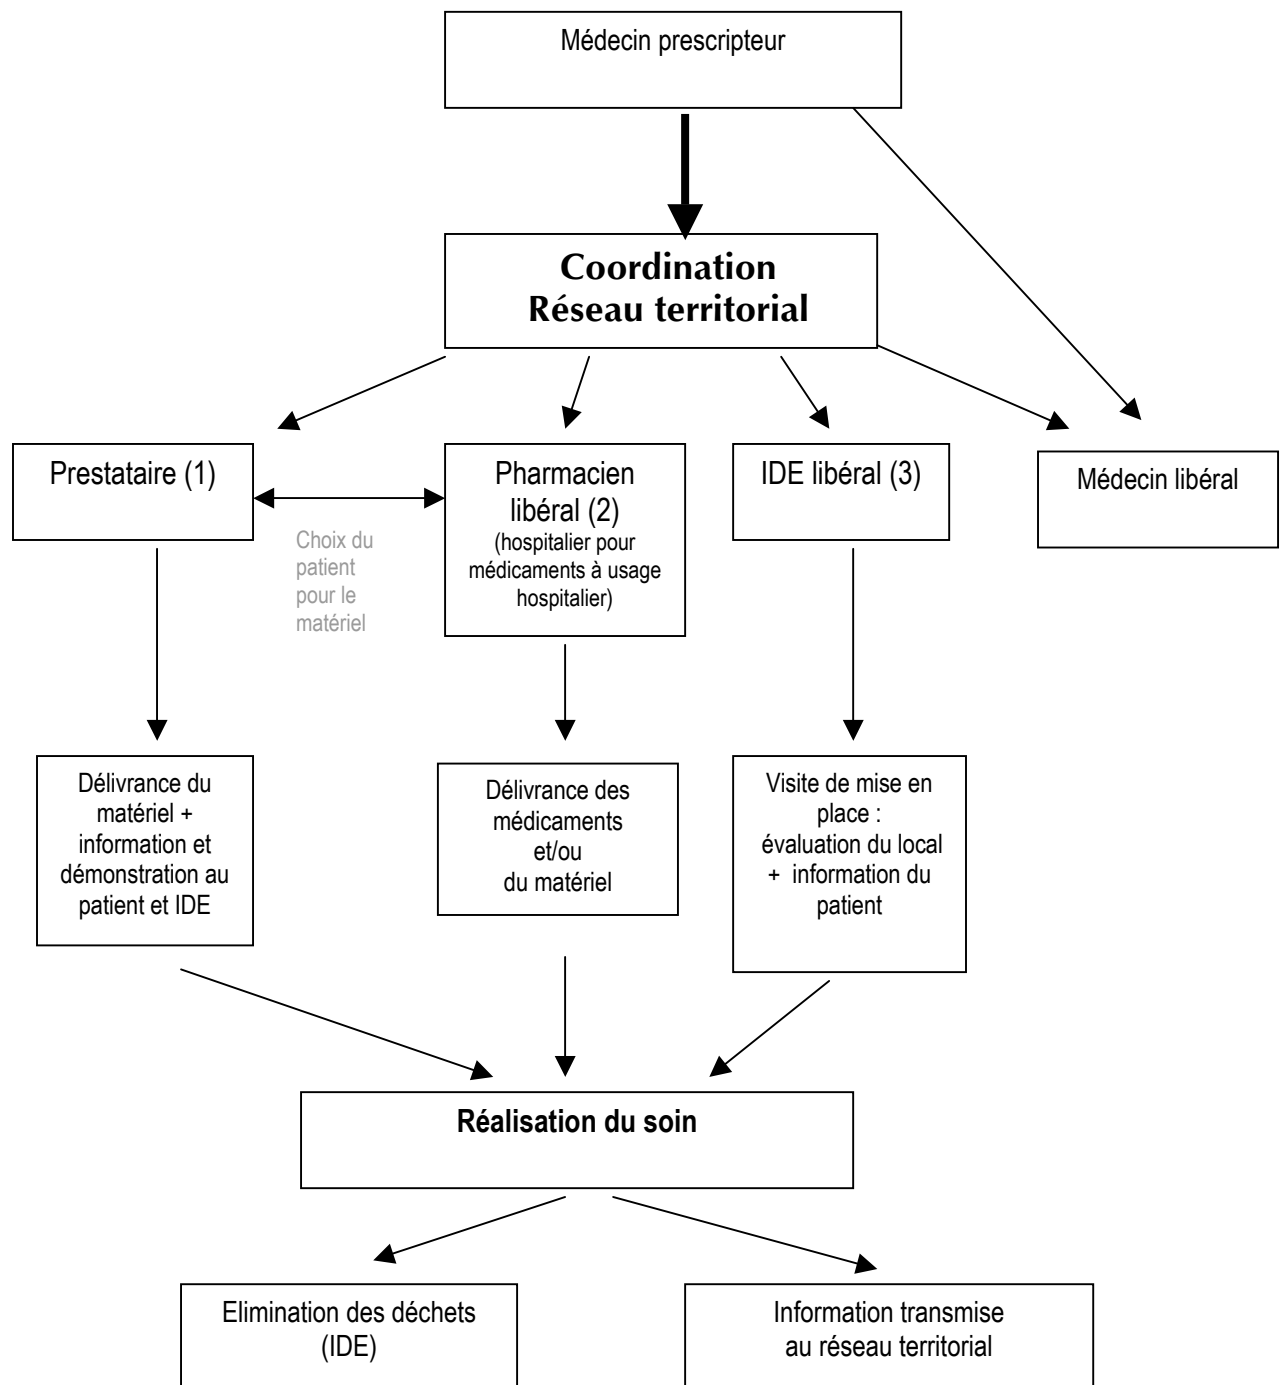 Médecin prescripteur
Coordination
Réseau territorial
Prestataire (1)
Choix du
patient
pour le
matériel
Pharmacien
libéral (2)
(hospitalier pour
médicaments à usage
hospitalier)
IDE libéral (3)
Médecin libéral
Délivrance du
matériel +
information et
démonstration au
patient et IDE
Délivrance des
médicaments
et/ou
du matériel
Visite de mise en
place :
évaluation du local
+ information du
patient
Réalisation du soin
Elimination des déchets
(IDE)
Information transmise
au réseau territorial